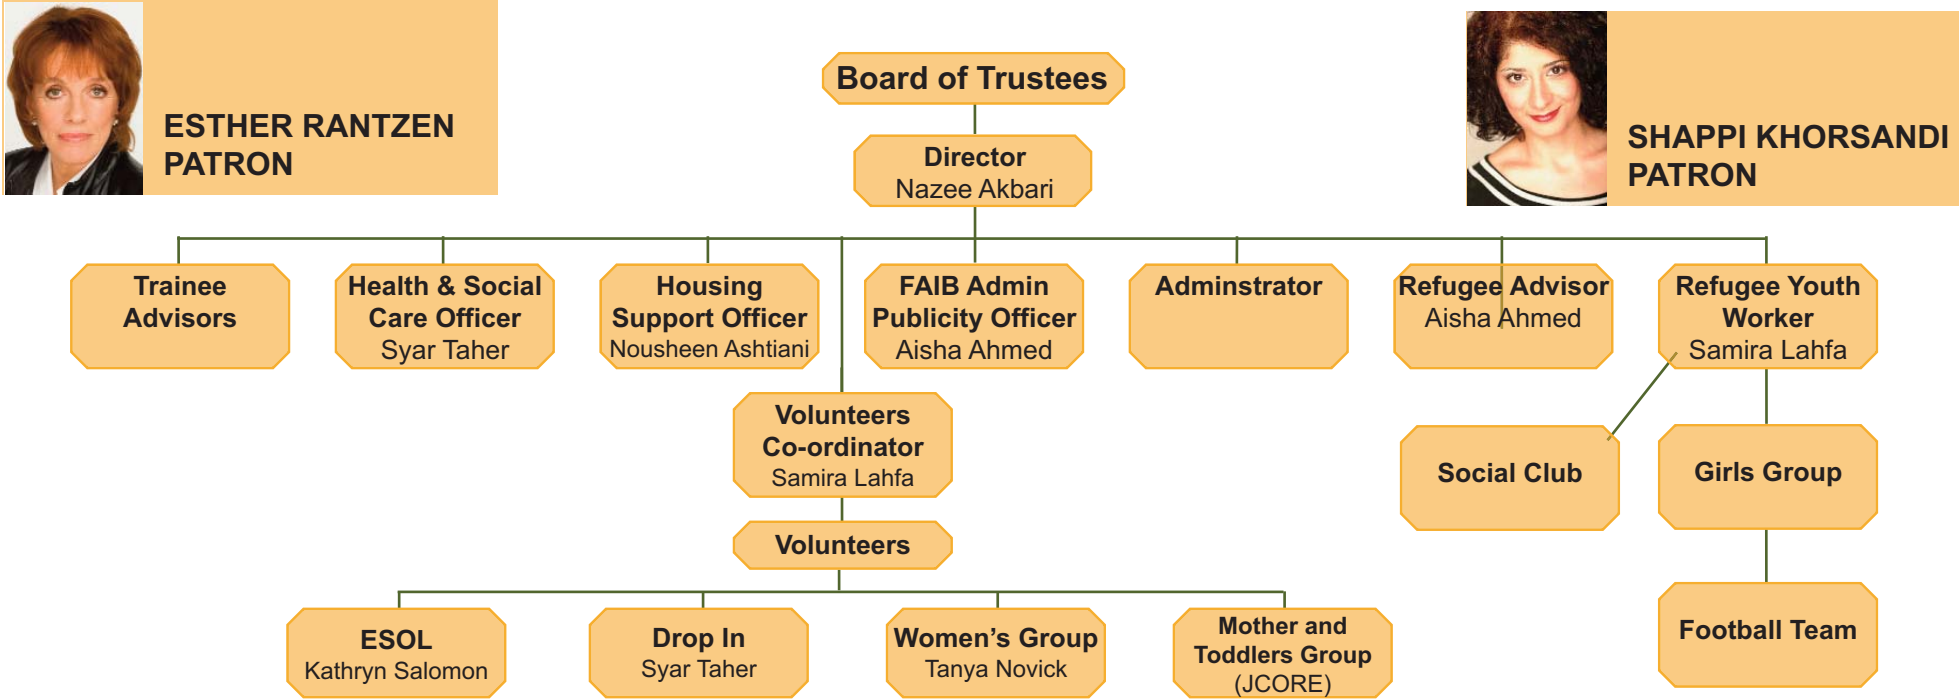 ESTHER RANTZEN
PATRON
Board of Trustees
SHAPPI KHORSANDI
PATRON
Director
Nazee Akbari
Trainee
Advisors
Health & Social
Care Officer
Syar Taher
Housing
Support Officer
Nousheen Ashtiani
FAIB Admin
Publicity Officer
Aisha Ahmed
Adminstrator
Refugee Advisor
Aisha Ahmed
Refugee Youth
Worker
Samira Lahfa
Volunteers
Co-ordinator
Samira Lahfa
Social Club
Girls Group
Volunteers
ESOL
Kathryn Salomon
Drop In
Syar Taher
Women’s Group
Tanya Novick
Mother and
Toddlers Group
(JCORE)
Football Team